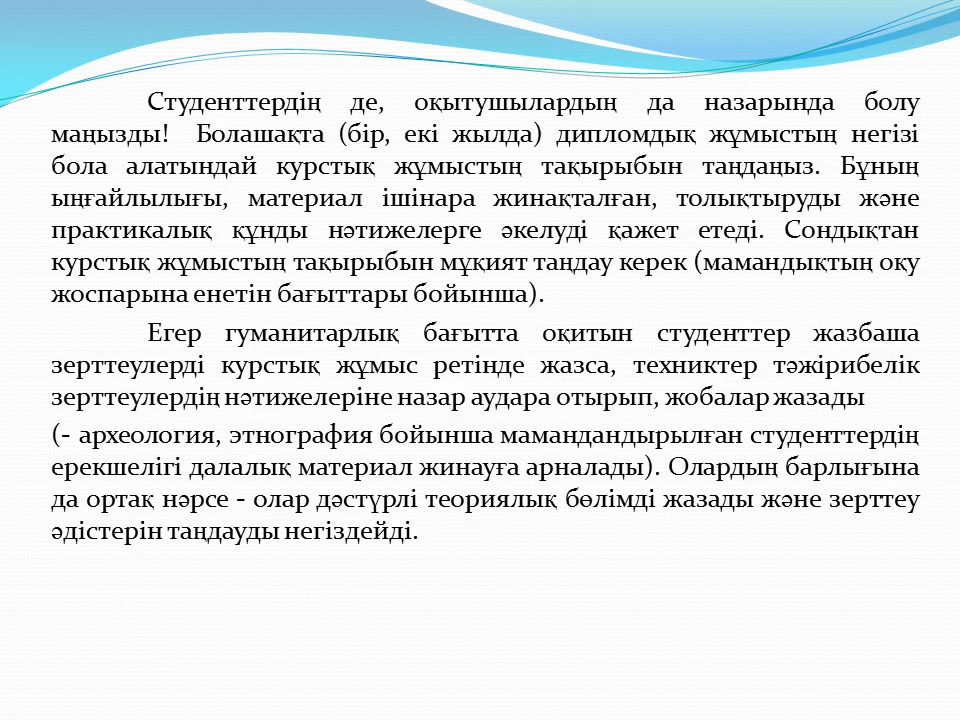 Студенттердің де, оқытушылардың да назарында болу
маңызды! Болашақта (бір, екі жылда) дипломдық жұмыстың негізі
бола алатындай курстық жұмыстың тақырыбын таңдаңыз. Бұның
ыңғайлылығы, материал ішінара жинақталған, толықтыруды және
практикалық құнды нәтижелерге әкелуді қажет етеді. Сондықтан
курстық жұмыстың тақырыбын мұқият таңдау керек (мамандықтың оқу
жоспарына енетін бағыттары бойынша).
Егер гуманитарлық бағытта оқитын студенттер жазбаша
зерттеулерді курстық жұмыс ретінде жазса, техниктер тәжірибелік
зерттеулердің нәтижелеріне назар аудара отырып, жобалар жазады
(- археология, этнография бойынша мамандандырылған студенттердің
ерекшелігі далалық материал жинауға арналады). Олардың барлығына
да ортақ нәрсе - олар дәстүрлі теориялық бөлімді жазады және зерттеу
әдістерін таңдауды негіздейді.